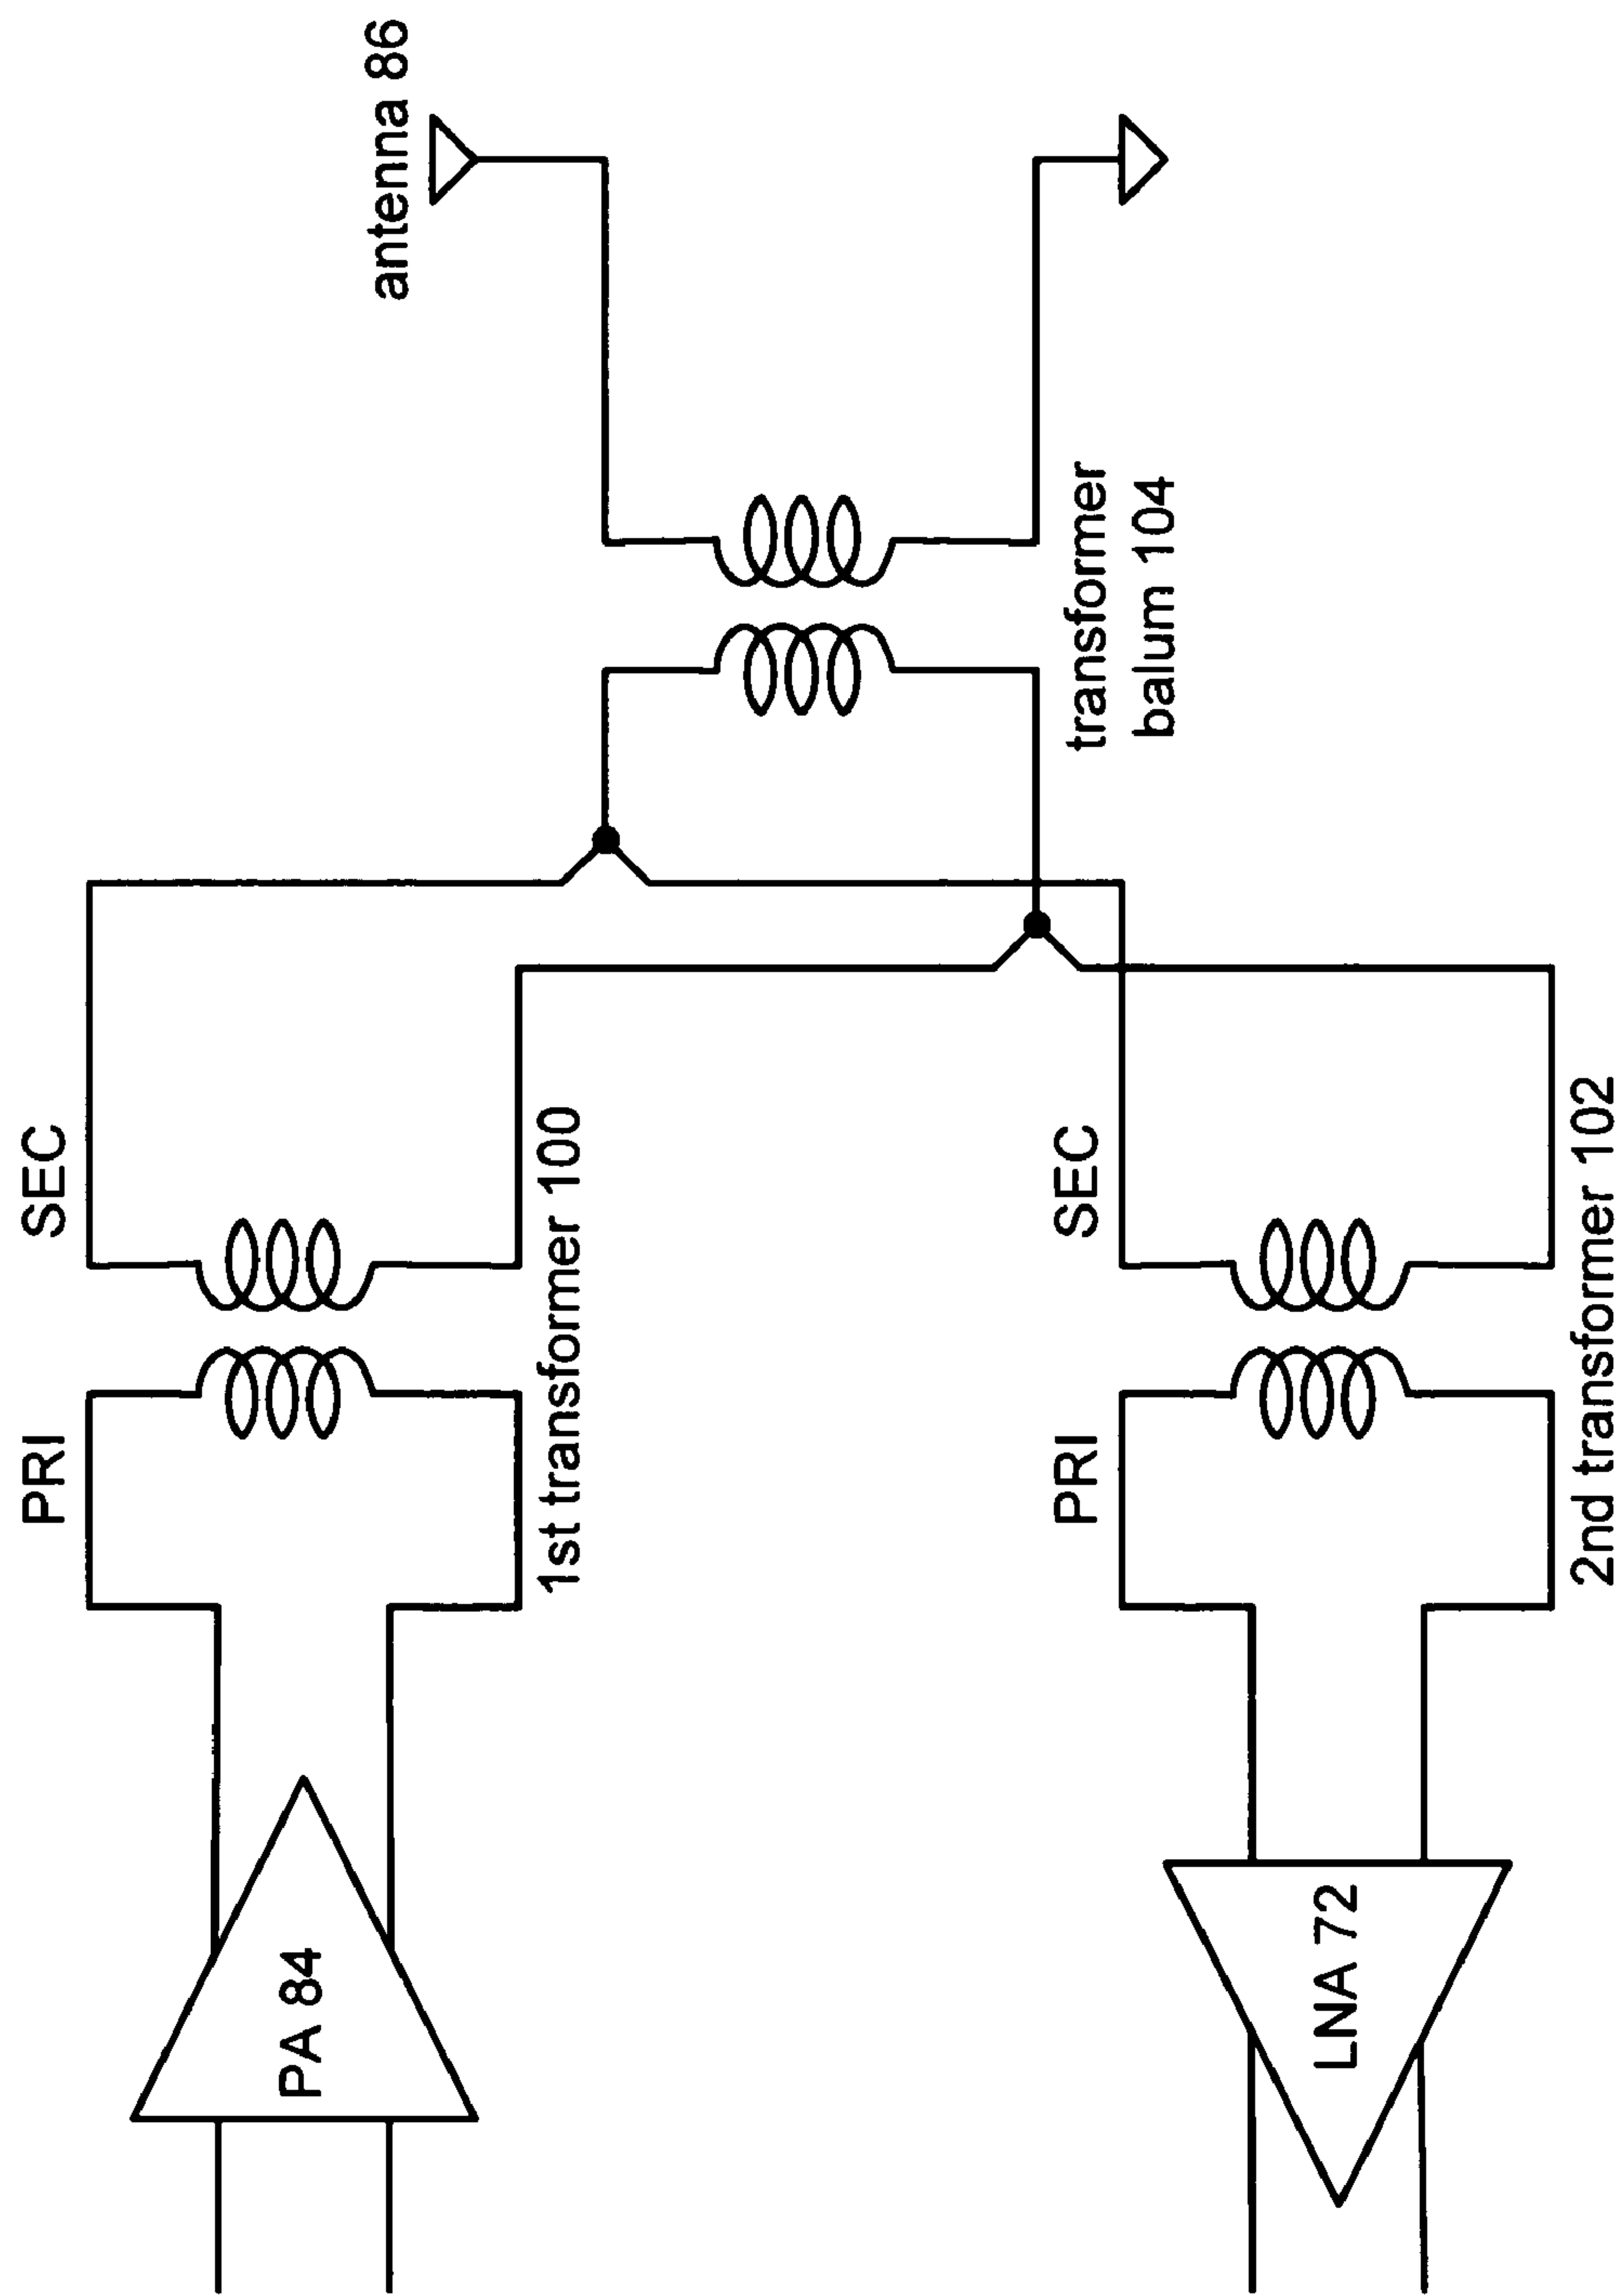 antenna 86
SEC
PRI
PA 84
1st transformer 100
transformer
balum 104
SEC
PRI
LNA 72
2nd transformer 102